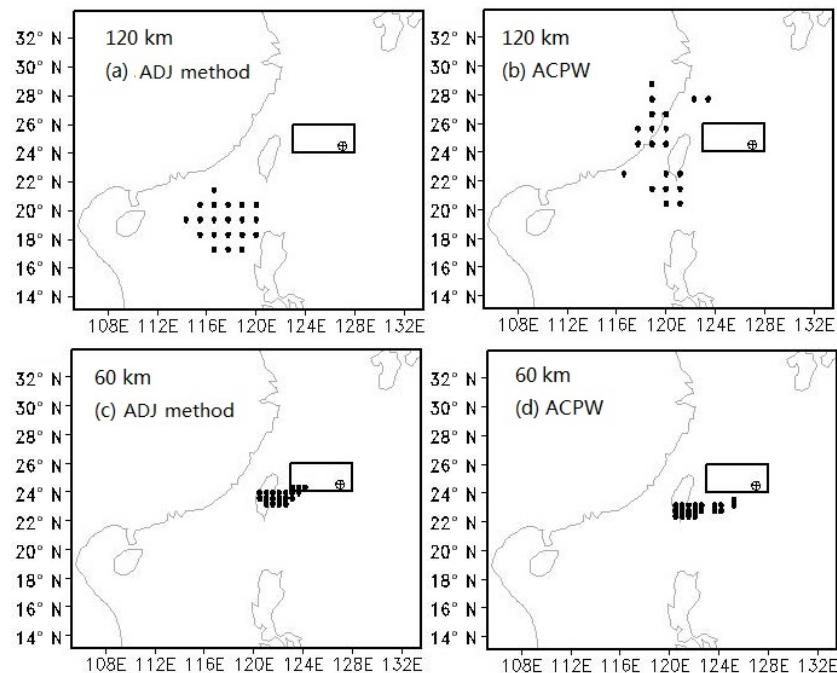 120 km
(a) ADJ method
32° N
30° N
28° N
26° N
24° N
22° N
20° N
18° N
16° N
14° N
108E 112E 116E 120E 124E 128E 132E
120 km
(b) ACPW
32° N
30° N
28° N
26° N
24° N
22° N
20° N
18° N
16° N
14° N
108E 112E 116E 120E 124E 128E 132E
60 km
(c) ADJ method
32° N
30° N
28° N
26° N
24° N
22° N
19° N
18° N
16° N
14° N
108E 112E 116E 120E 124E 128E 132E
60 km
(d) ACPW
32° N
30° N
28° N
26° N
24° N
22° N
19° N
18° N
16° N
14° N
108E 112E 116E 120E 124E 128E 132E